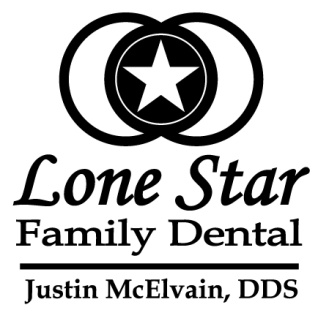 Lone Star
Family Dental
Justin McElvain, DDS